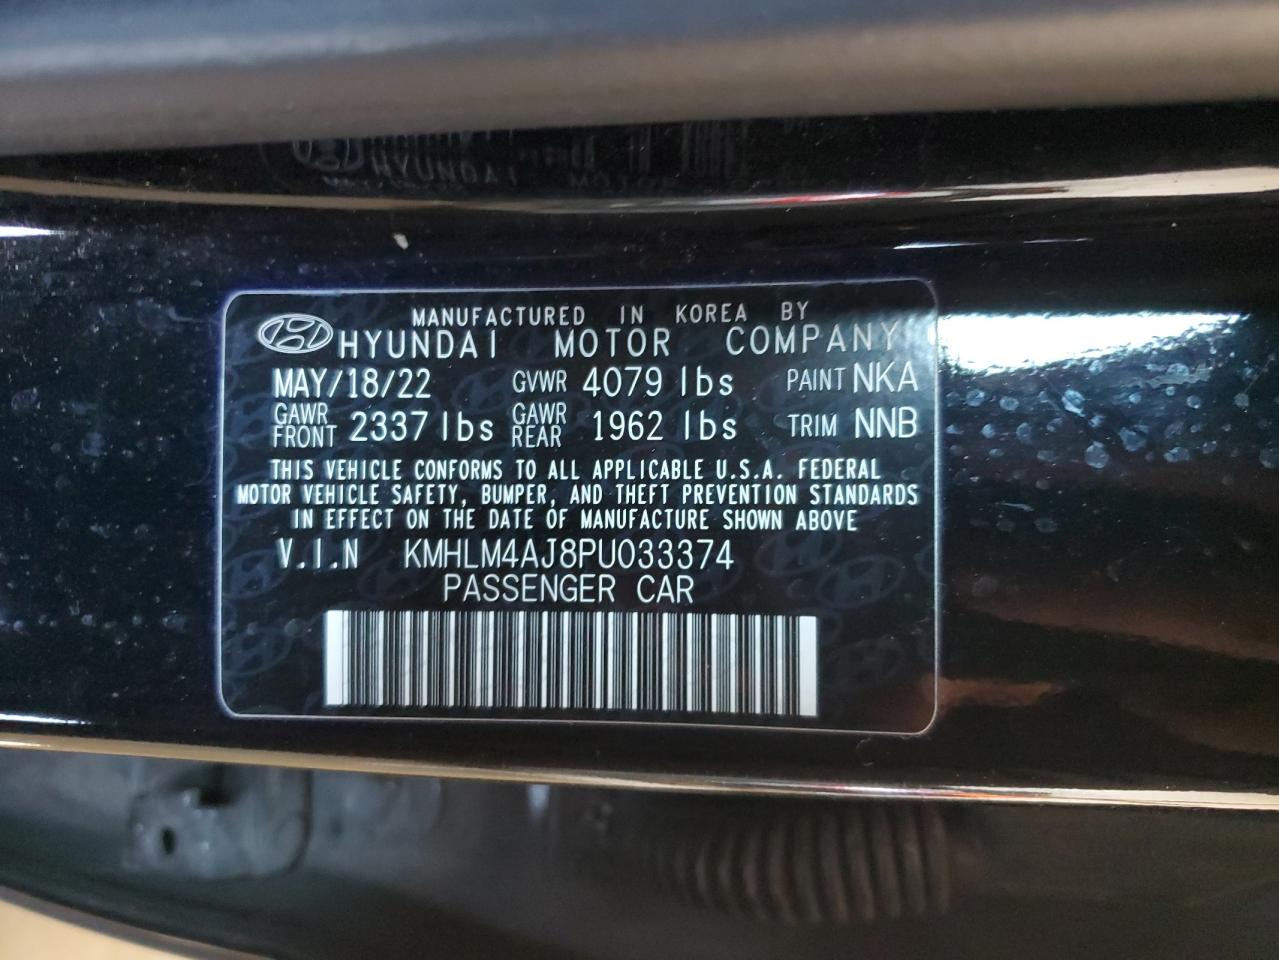 MANUFACTURED IN KOREA BY
HYUNDAI MOTOR COMPANY
MAY/18/22 GVWR 4079 lbs PAINT NKA
GAWR FRONT 2337 lbs GAWR REAR 1962 lbs TRIM NNB
THIS VEHICLE CONFORMS TO ALL APPLICABLE U.S.A. FEDERAL
MOTOR VEHICLE SAFETY, BUMPER, AND THEFT PREVENTION STANDARDS
IN EFFECT ON THE DATE OF MANUFACTURE SHOWN ABOVE
V.I.N KMHLM4AJ8PU033374
PASSENGER CAR